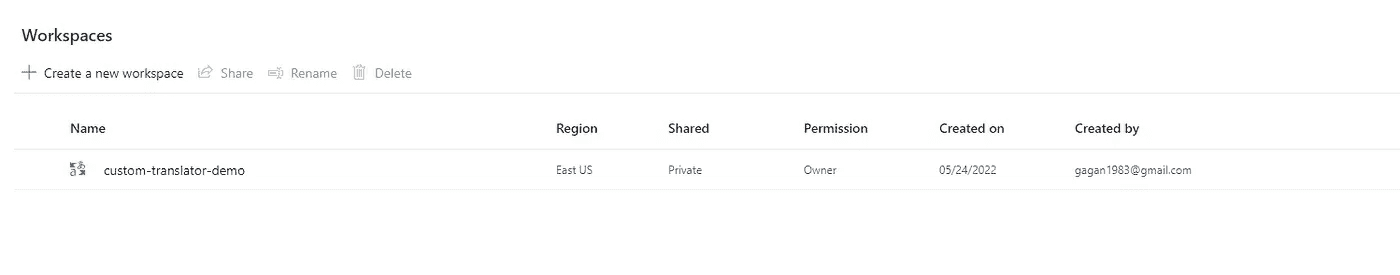 Workspaces
Create a new workspace Share Rename Delete
Name Region Shared Permission Created on Created by
custom-translator-demo East US Private Owner 05/24/2022 gagan1983@gmail.com